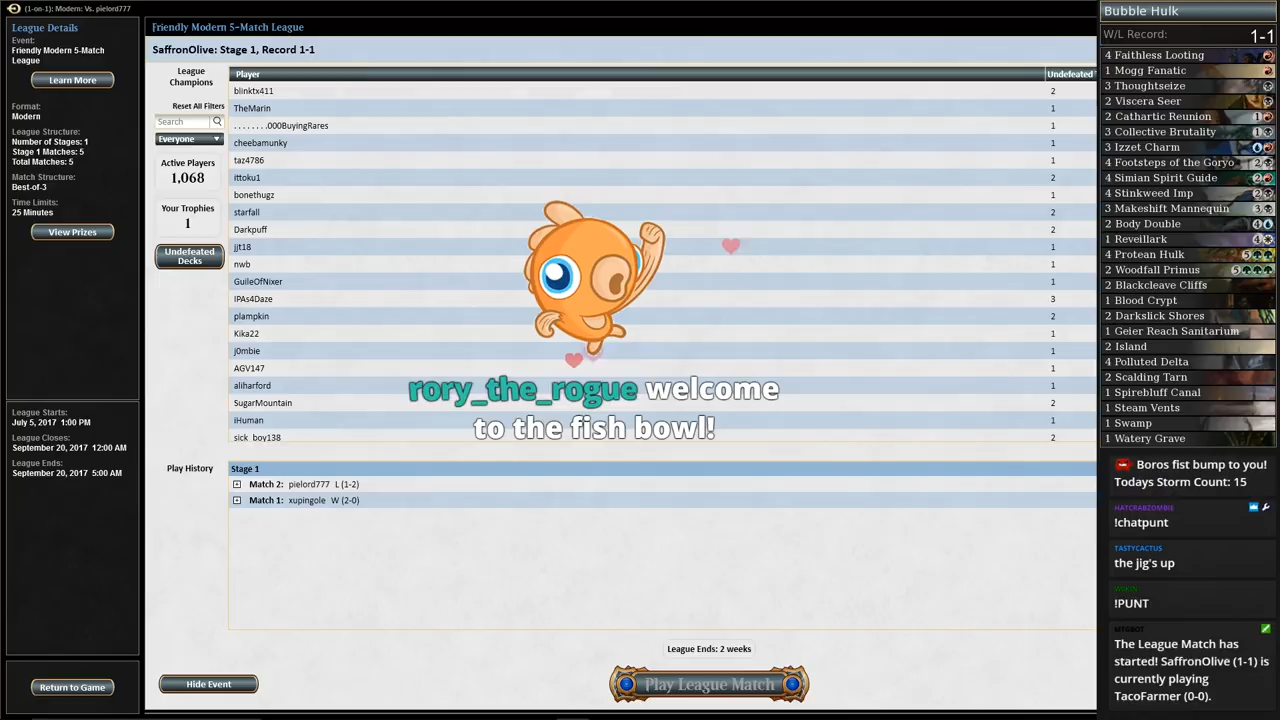 (1-on-1): Modern: Vs. pielord777
League Details
Event:
Friendly Modern 5-Match
League
Learn More
Format:
Modern
League Structure:
Number of Stages: 1
Stage 1 Matches: 5
Total Matches: 5
Match Structure:
Best-of-3
Time Limits:
25 Minutes
View Prizes
League Starts:
July 5, 2017 1:00 PM
League Closes:
September 20, 2017 12:00 AM
League Ends:
September 20, 2017 5:00 AM
Return to Game
Friendly Modern 5-Match League
SaffronOlive: Stage 1, Record 1-1
League
Champions
Reset All Filters
Search
Everyone
Active Players
1,068
Your Trophies
1
Undefeated
Decks
Player Undefeated
blinktx411 2
TheMarin 1
. . . . . . . .000BuyingRares 1
cheebamunky 1
taz4786 1
ittoku1 2
bonethugz 1
starfall 2
Darkpuff 2
jjt18 1
nwb 1
GuileOfNixer 1
IPAs4Daze 3
plampkin 2
Kika22 1
j0mbie 1
AGV147 1
aliharford 1
SugarMountain 2
iHuman 1
sick_boy138 2
rory_the_rogue welcome
to the fish bowl!
Play History
Stage 1
Match 2: pielord777 L (1-2)
Match 1: xupingole W (2-0)
League Ends: 2 weeks
Hide Event
Play League Match
Bubble Hulk
W/L Record: 1-1
4 Faithless Looting
1 Mogg Fanatic
3 Thoughtseize
2 Viscera Seer
2 Cathartic Reunion 1
3 Collective Brutality 1
3 Izzet Charm
4 Footsteps of the Goryo 2
4 Simian Spirit Guide 2
4 Stinkweed Imp 2
3 Makeshift Mannequin 3
2 Body Double 4
1 Reveillark 4
4 Protean Hulk 5
2 Woodfall Primus 5
2 Blackcleave Cliffs
1 Blood Crypt
2 Darkslick Shores
1 Geier Reach Sanitarium
2 Island
4 Polluted Delta
2 Scalding Tarn
1 Spirebluff Canal
1 Steam Vents
1 Swamp
1 Watery Grave
Boros fist bump to you!
Todays Storm Count: 15
HATCRABZOMBIE
!chatpunt
TASTYCACTUS
the jig's up
!PUNT
MTGBOT
The League Match has
started! SaffronOlive (1-1) is
currently playing
TacoFarmer (0-0).